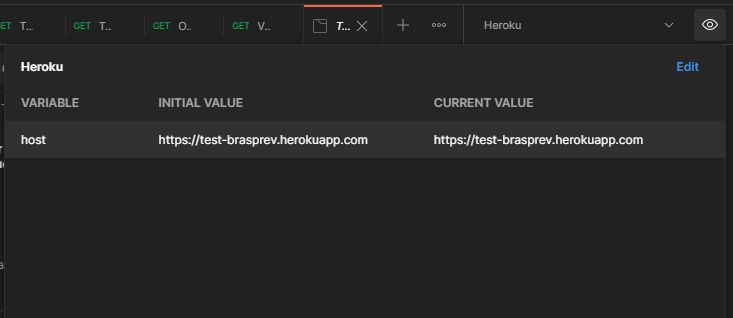 ET T... GET T... GET O.. GET V... T... Heroku
Heroku Edit
VARIABLE INITIAL VALUE CURRENT VALUE
host https://test-brasprev.herokuapp.com https://test-brasprev.herokuapp.com